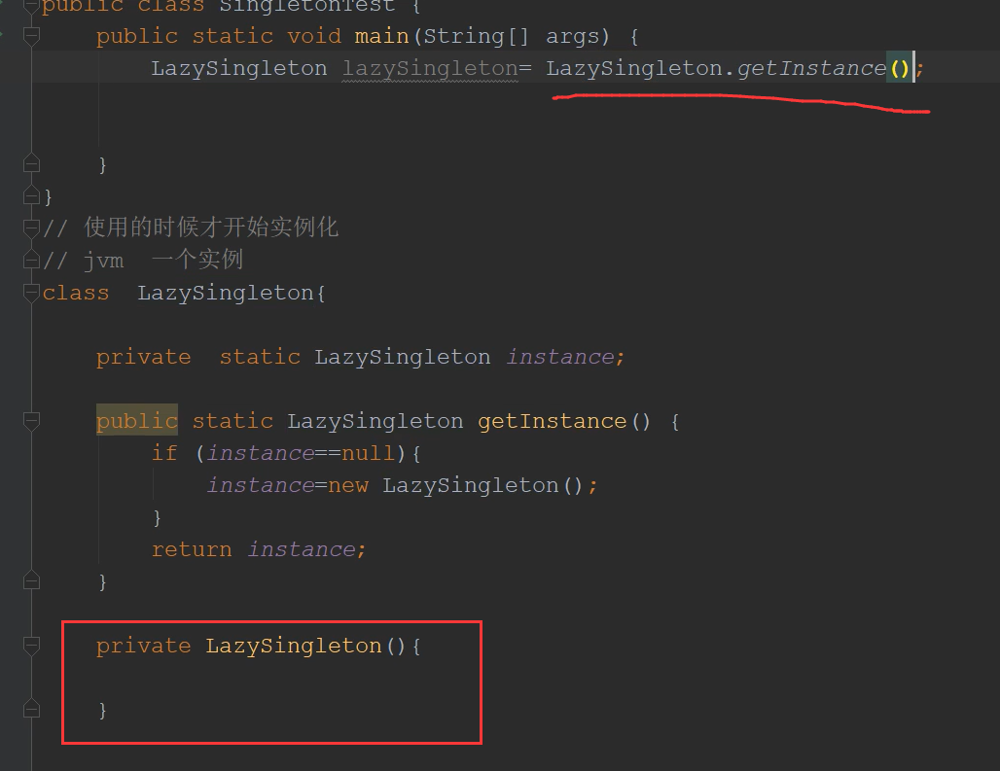 public class SingletonTest {
public static void main(String[] args) {
LazySingleton lazySingleton= LazySingleton.getInstance();
}
}
// 使用的时候才开始实例化
// jvm 一个实例
class LazySingleton{
private static LazySingleton instance;
public static LazySingleton getInstance() {
if (instance==null){
instance=new LazySingleton();
}
return instance;
}
private LazySingleton(){
}